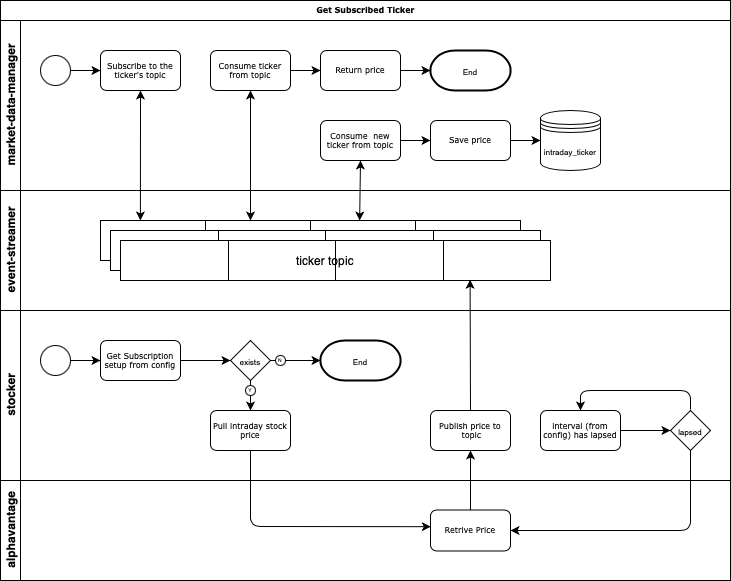 Get Subscribed Ticker
market-data-manager
Subscribe to the
ticker's topic
Consume ticker
from topic
Return price
End
Consume new
ticker from topic
Save price
intraday_ticker
event-streamer
ticker topic
stocker
Get Subscription
setup from config
exists
N
End
Y
Pull intraday stock
price
Publish price to
topic
interval (from
config) has lapsed
lapsed
alphavantage
Retrive Price